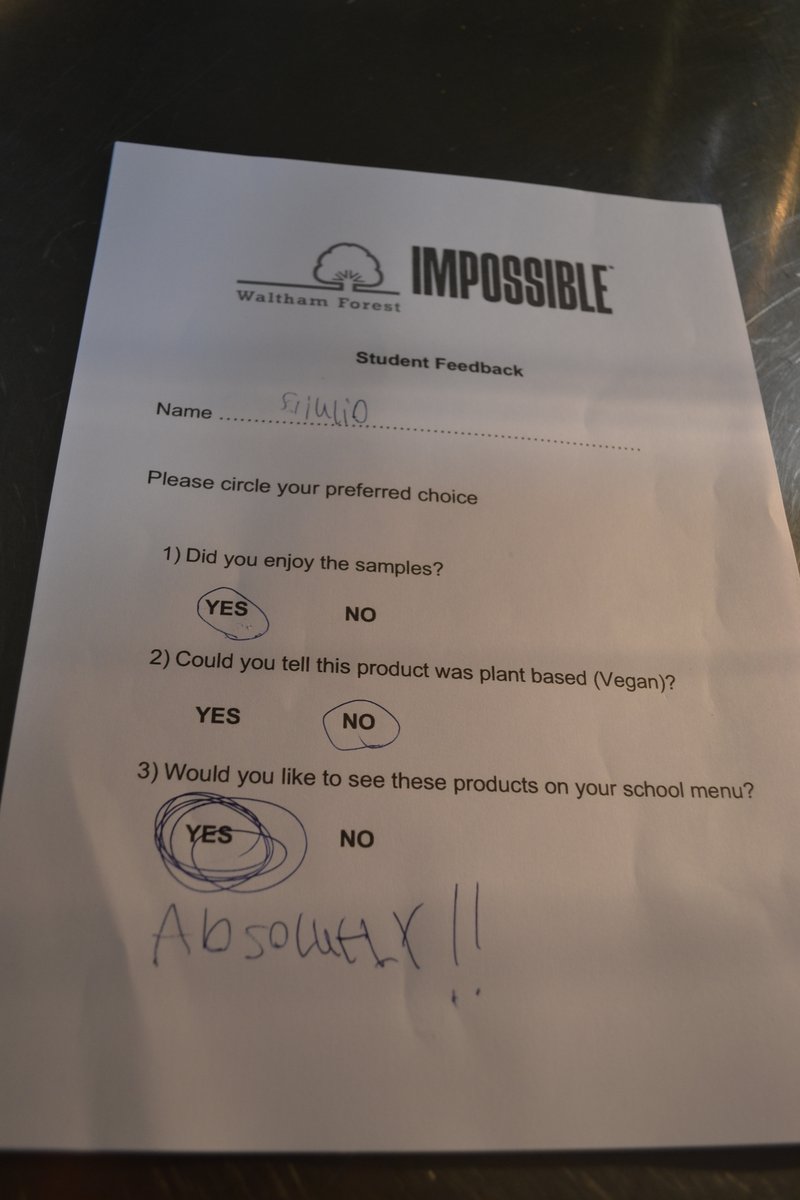 Waltham Forest IMPOSSIBLE™
Student Feedback
Name ........................................................................
Please circle your preferred choice
1) Did you enjoy the samples?
YES NO
2) Could you tell this product was plant based (Vegan)?
YES NO
3) Would you like to see these products on your school menu?
YES NO
AbsolutLY!!